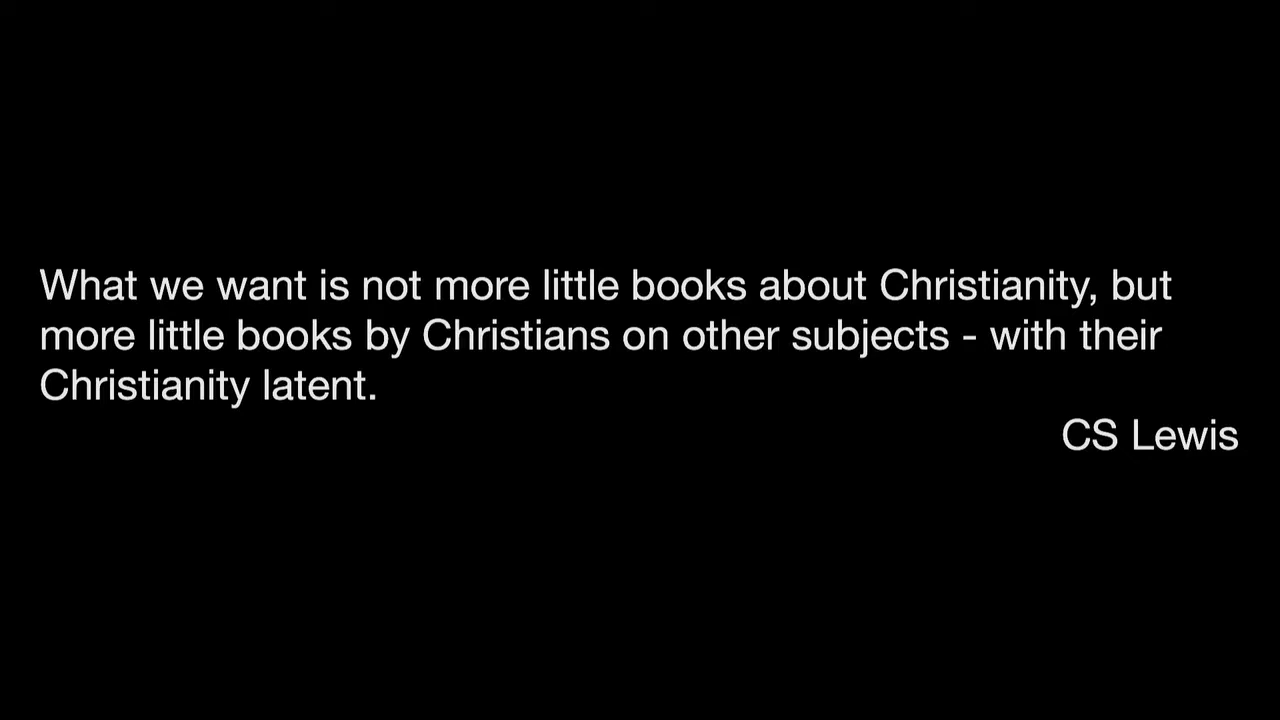 What we want is not more little books about Christianity, but
more little books by Christians on other subjects - with their
Christianity latent.
CS Lewis